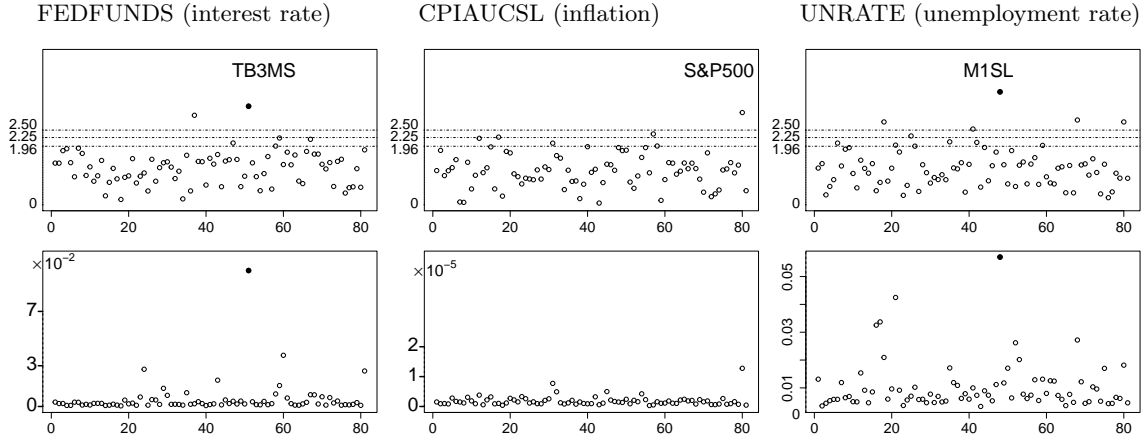 FEDFUNDS (interest rate) CPIAUCSL (inflation) UNRATE (unemployment rate)
TB3MS S&P500 M1SL
2.50 2.50 2.50
2.25 2.25 2.25
1.96 1.96 1.96
0 0 0
0 20 40 60 80 0 20 40 60 80 0 20 40 60 80
×10⁻² ×10⁻⁵
7 3 0
2 1 0
0.05 0.03 0.01 0
0 20 40 60 80 0 20 40 60 80 0 20 40 60 80